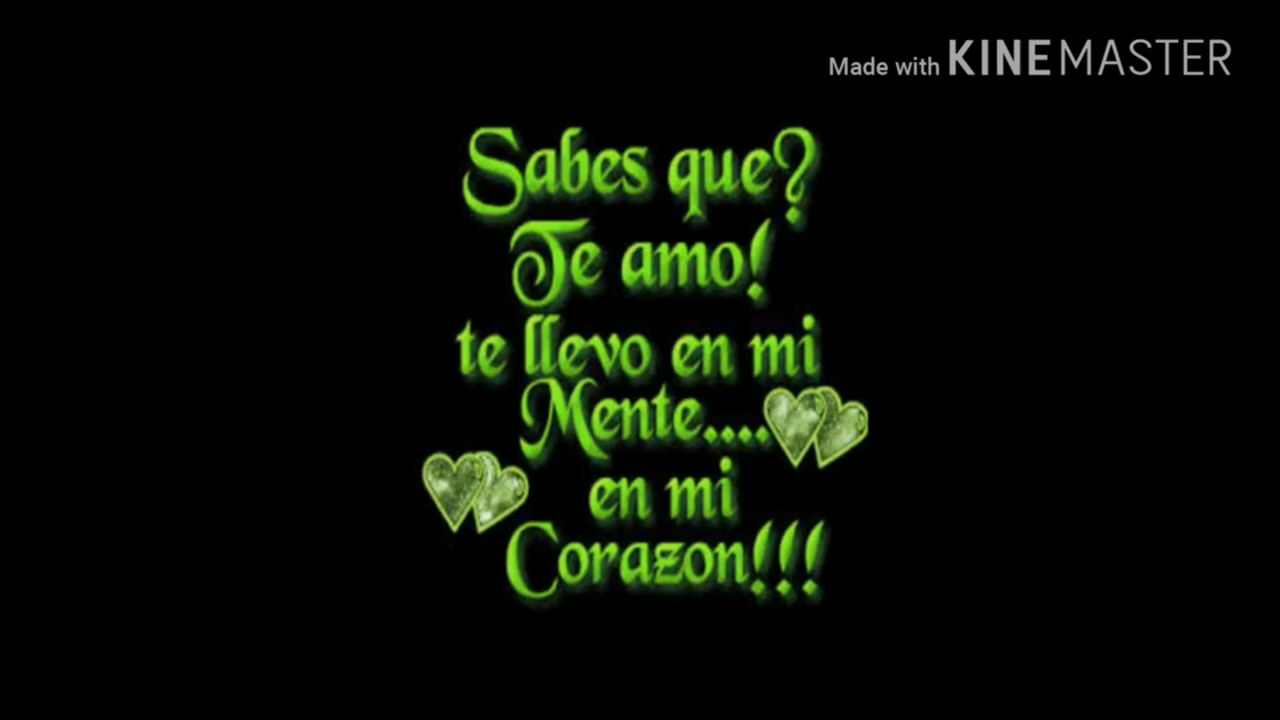 Made with KINEMASTER
Sabes que?
Te amo!
te llevo en mi
Mente....
en mi
Corazon!!!